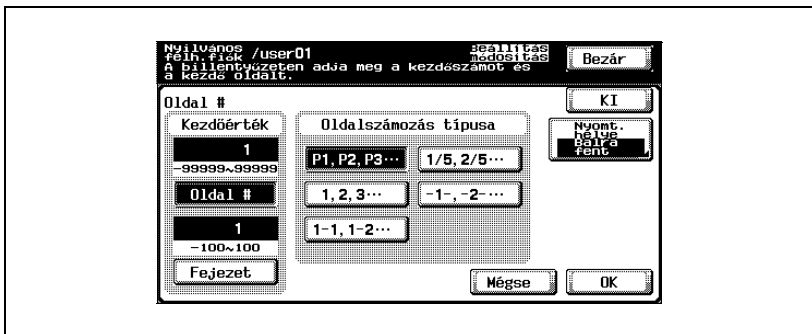 Nyilvános
felh.fiók /user01
Beállítás
módosítás
Bezár
A billentyűzeten adja meg a kezdőszámot és
a kezdő oldalt.
Oldal #
KI
Kezdőérték
Oldalszámozás típusa
Nyomt.
helye
Balra
fent
1
-99999~99999
P1, P2, P3···
1/5, 2/5···
Oldal #
1, 2, 3···
-1-, -2-···
1
-100~100
1-1, 1-2···
Fejezet
Mégse
OK